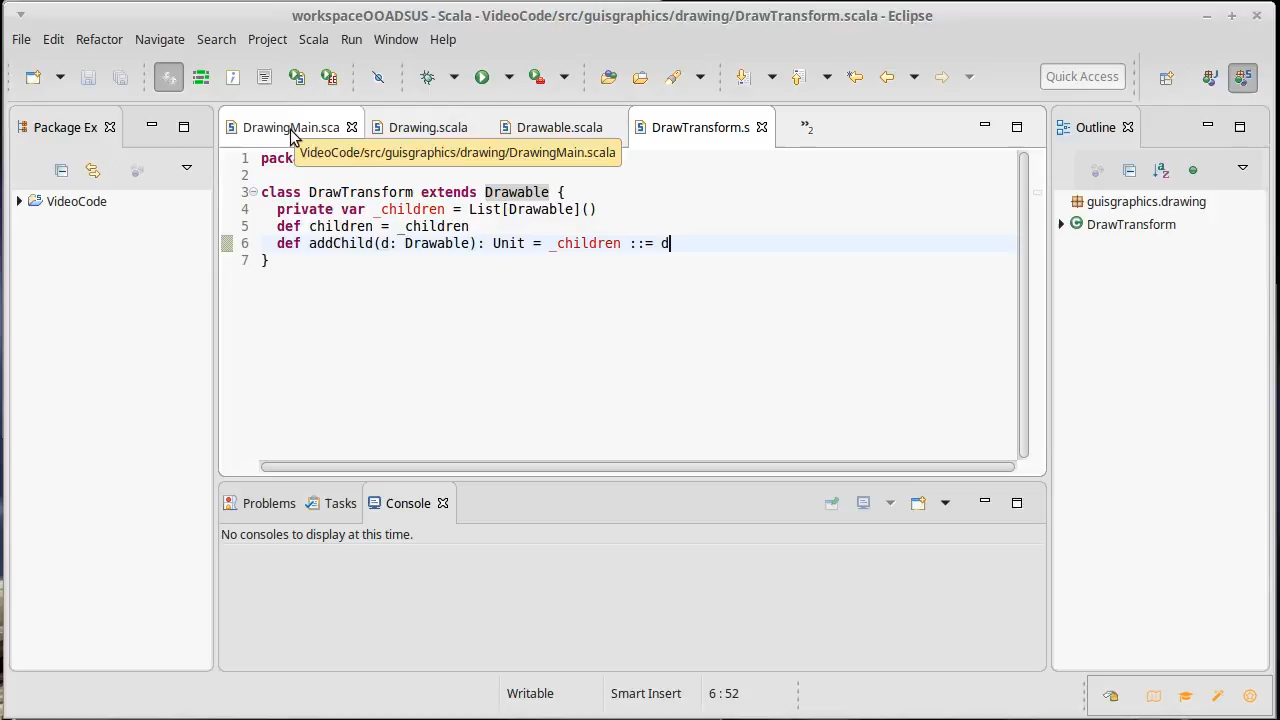 workspaceOOADSUS - Scala - VideoCode/src/guisgraphics/drawing/DrawTransform.scala - Eclipse
File Edit Refactor Navigate Search Project Scala Run Window Help
Quick Access
Package Ex
DrawingMain.sca
Drawing.scala
Drawable.scala
DrawTransform.s
»2
Outline
VideoCode/src/guisgraphics/drawing/DrawingMain.scala
VideoCode
1 pack
2
3 class DrawTransform extends Drawable {
4 private var _children = List[Drawable]()
5 def children = _children
6 def addChild(d: Drawable): Unit = _children ::= d
7 }
guisgraphics.drawing
DrawTransform
Problems Tasks Console
No consoles to display at this time.
Writable Smart Insert 6 : 52